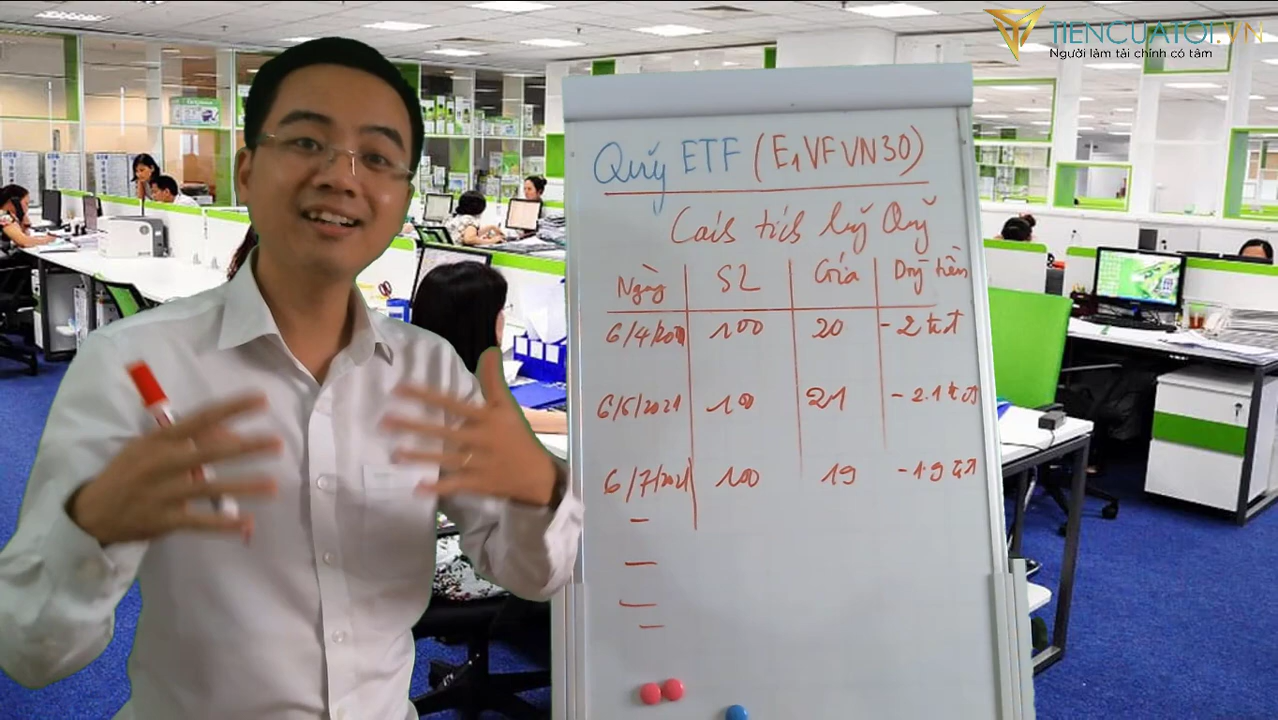 TIENCUATOI.VN
Người làm tài chính có tâm
Quỹ ETF (E1VFVN30)
Cách tích lũy Quỹ
Ngày SL Giá Dòng tiền
6/4/2021 100 20 - 2 tr
6/6/2021 100 21 - 2.1 tr
6/7/2021 100 19 - 1.9 tr